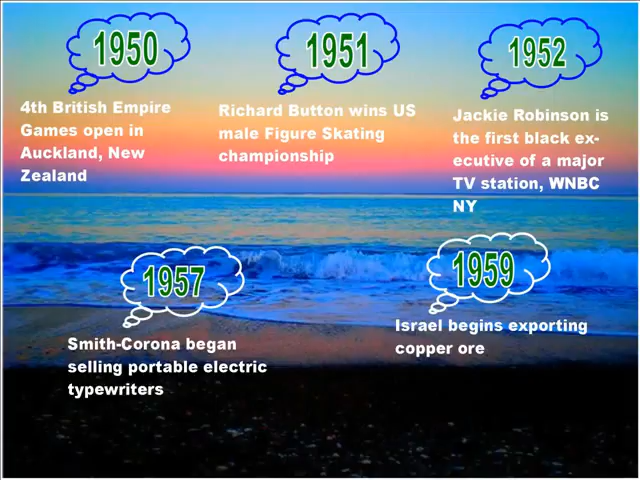 1950
4th British Empire
Games open in
Auckland, New
Zealand
1951
Richard Button wins US
male Figure Skating
championship
1952
Jackie Robinson is
the first black ex-
ecutive of a major
TV station, WNBC
NY
1957
Smith-Corona began
selling portable electric
typewriters
1959
Israel begins exporting
copper ore